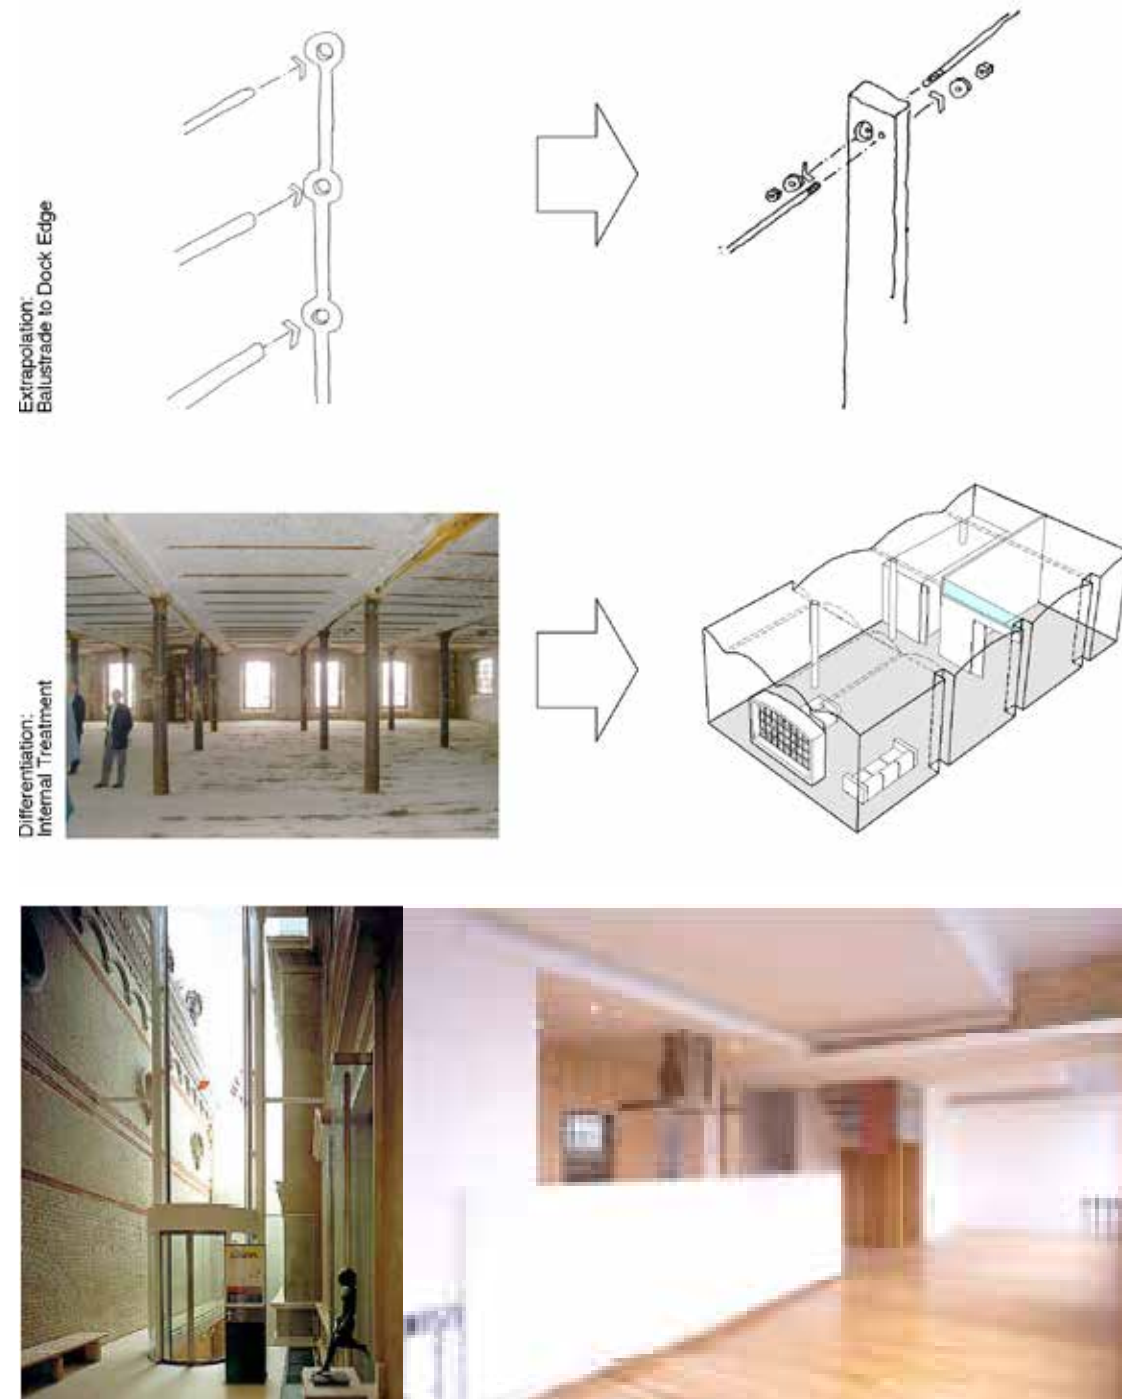 Extrapolation:
Balustrade to Dock Edge
Differentiation:
Internal Treatment